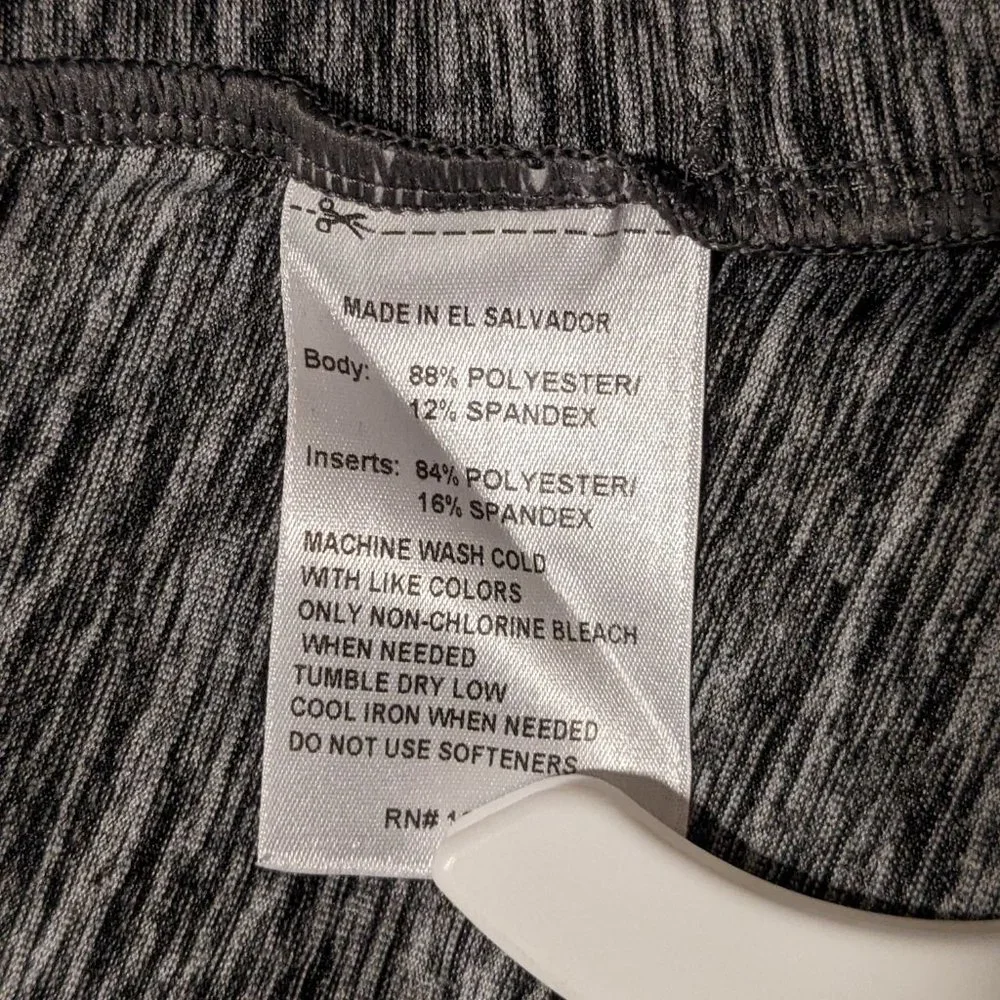 MADE IN EL SALVADOR
Body: 88% POLYESTER/
12% SPANDEX
Inserts: 84% POLYESTER/
16% SPANDEX
MACHINE WASH COLD
WITH LIKE COLORS
ONLY NON-CHLORINE BLEACH
WHEN NEEDED
TUMBLE DRY LOW
COOL IRON WHEN NEEDED
DO NOT USE SOFTENERS
RN#